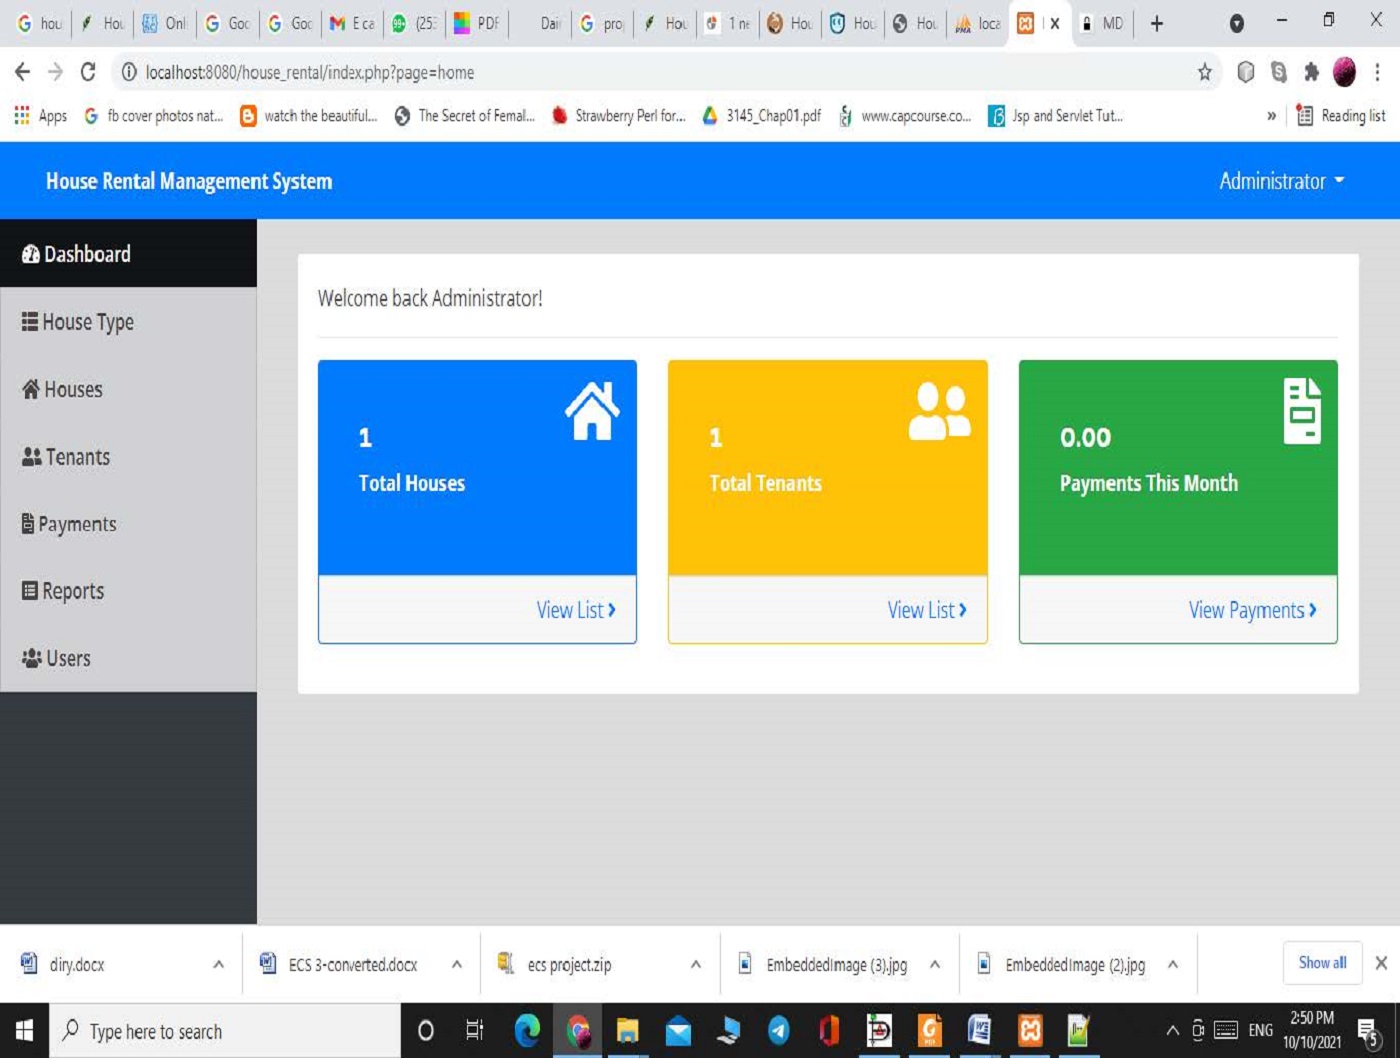 hou Hou Onl Goc Goc E ca (25: PDF Dai pro Hou 1 ne Hou Hou Hou loca X MD
localhost:8080/house_rental/index.php?page=home
Apps fb cover photos nat... watch the beautiful... The Secret of Femal... Strawberry Perl for... 3145_Chap01.pdf www.capcourse.co... Jsp and Servlet Tut... » Reading list
House Rental Management System Administrator
Dashboard
House Type
Houses
Tenants
Payments
Reports
Users
Welcome back Administrator!
1
Total Houses
View List
1
Total Tenants
View List
0.00
Payments This Month
View Payments
diry.docx ECS 3-converted.docx ecs project.zip EmbeddedImage (3).jpg EmbeddedImage (2).jpg Show all
Type here to search ENG 2:50 PM
10/10/2021 5